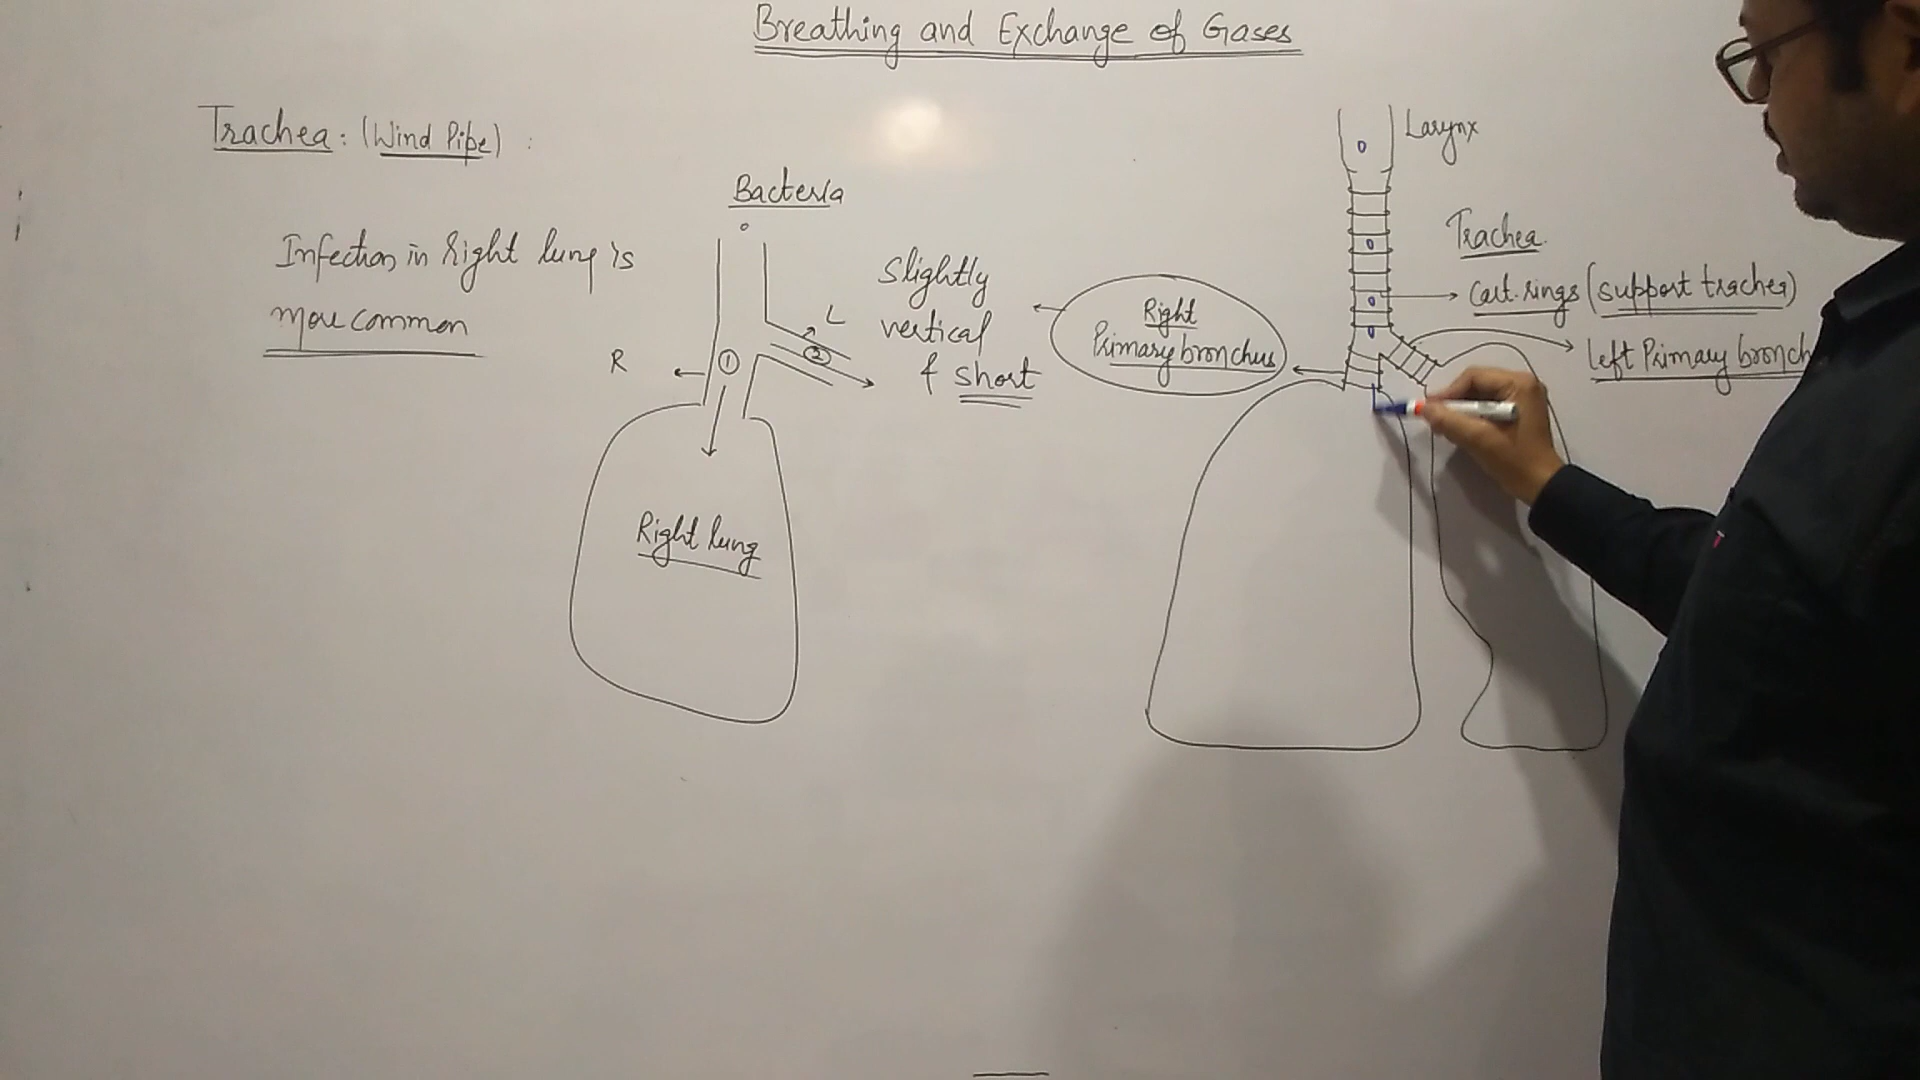 Breathing and Exchange of Gases
Trachea: (Wind Pipe) :
Infection in Right lung is
more common
Bacteria
R
①
②
L
Right lung
Slightly
vertical
& short
Right
Primary bronchus
Larynx
Trachea.
Cart. rings (support trachea)
left Primary bronch